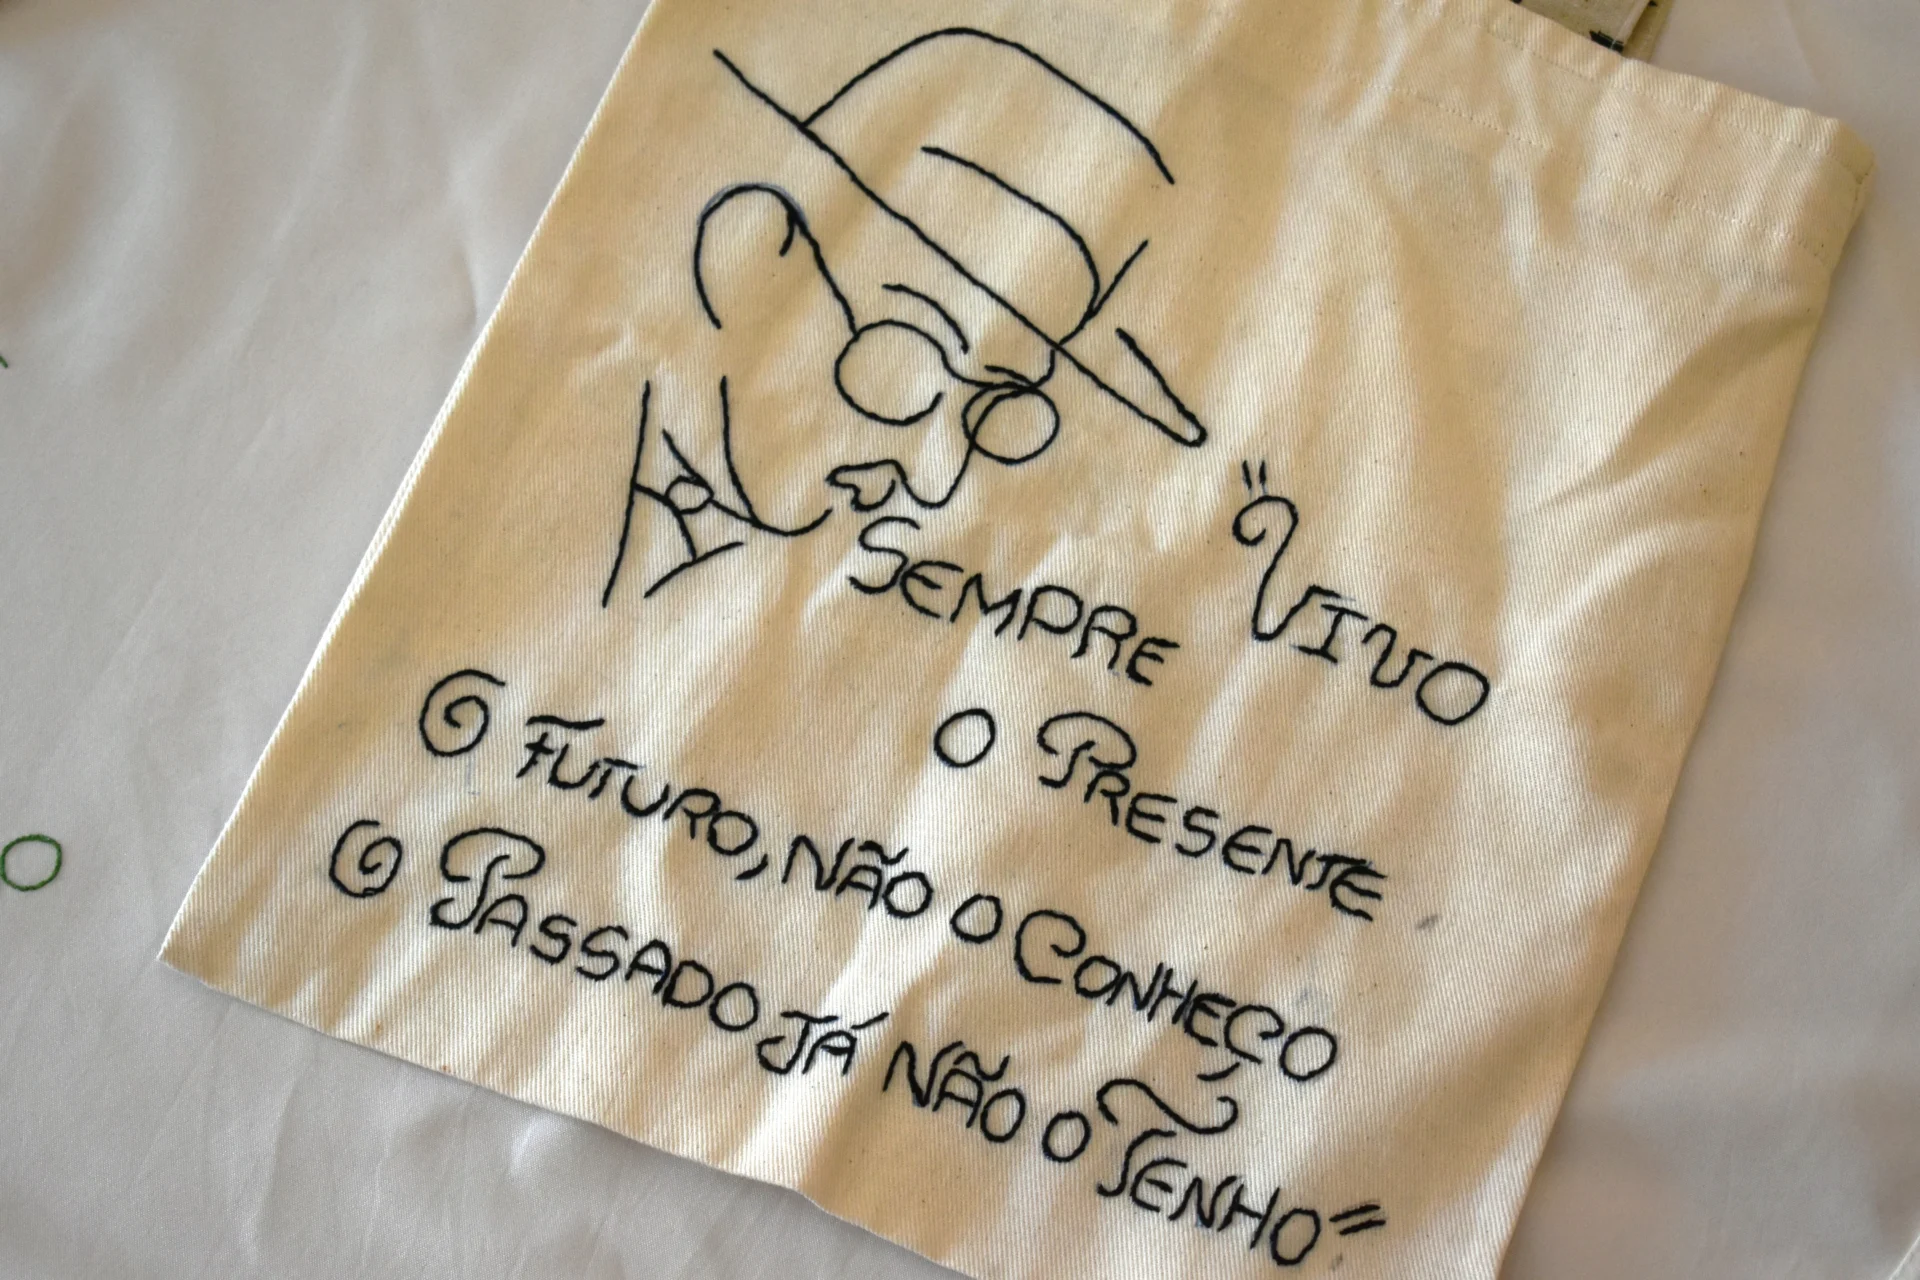 "VIVO
SEMPRE
O PRESENTE
O FUTURO, NÃO O CONHEÇO
O PASSADO JÁ NÃO O TENHO"